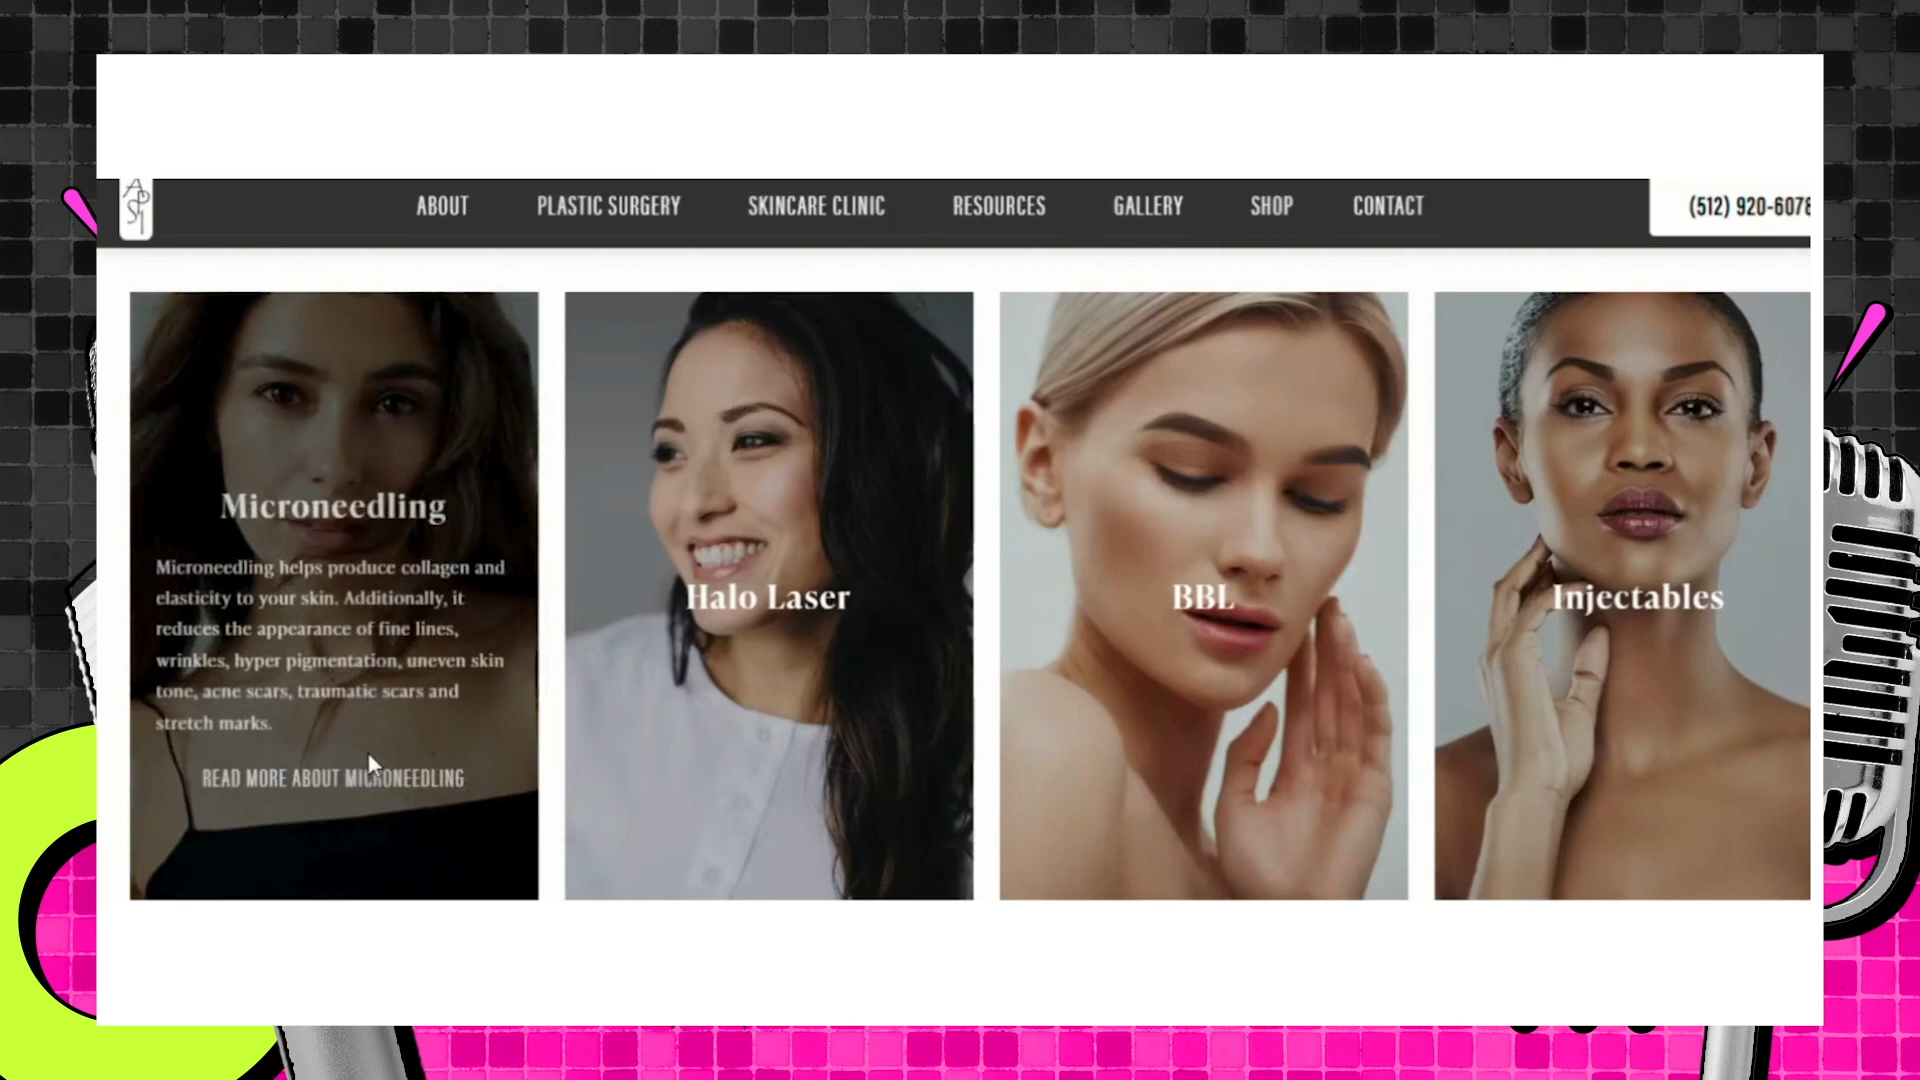 APSI
ABOUT PLASTIC SURGERY SKINCARE CLINIC RESOURCES GALLERY SHOP CONTACT (512) 920-6078
Microneedling
Microneedling helps produce collagen and
elasticity to your skin. Additionally, it
reduces the appearance of fine lines,
wrinkles, hyper pigmentation, uneven skin
tone, acne scars, traumatic scars and
stretch marks.
READ MORE ABOUT MICRONEEDLING
Halo Laser
BBL
Injectables